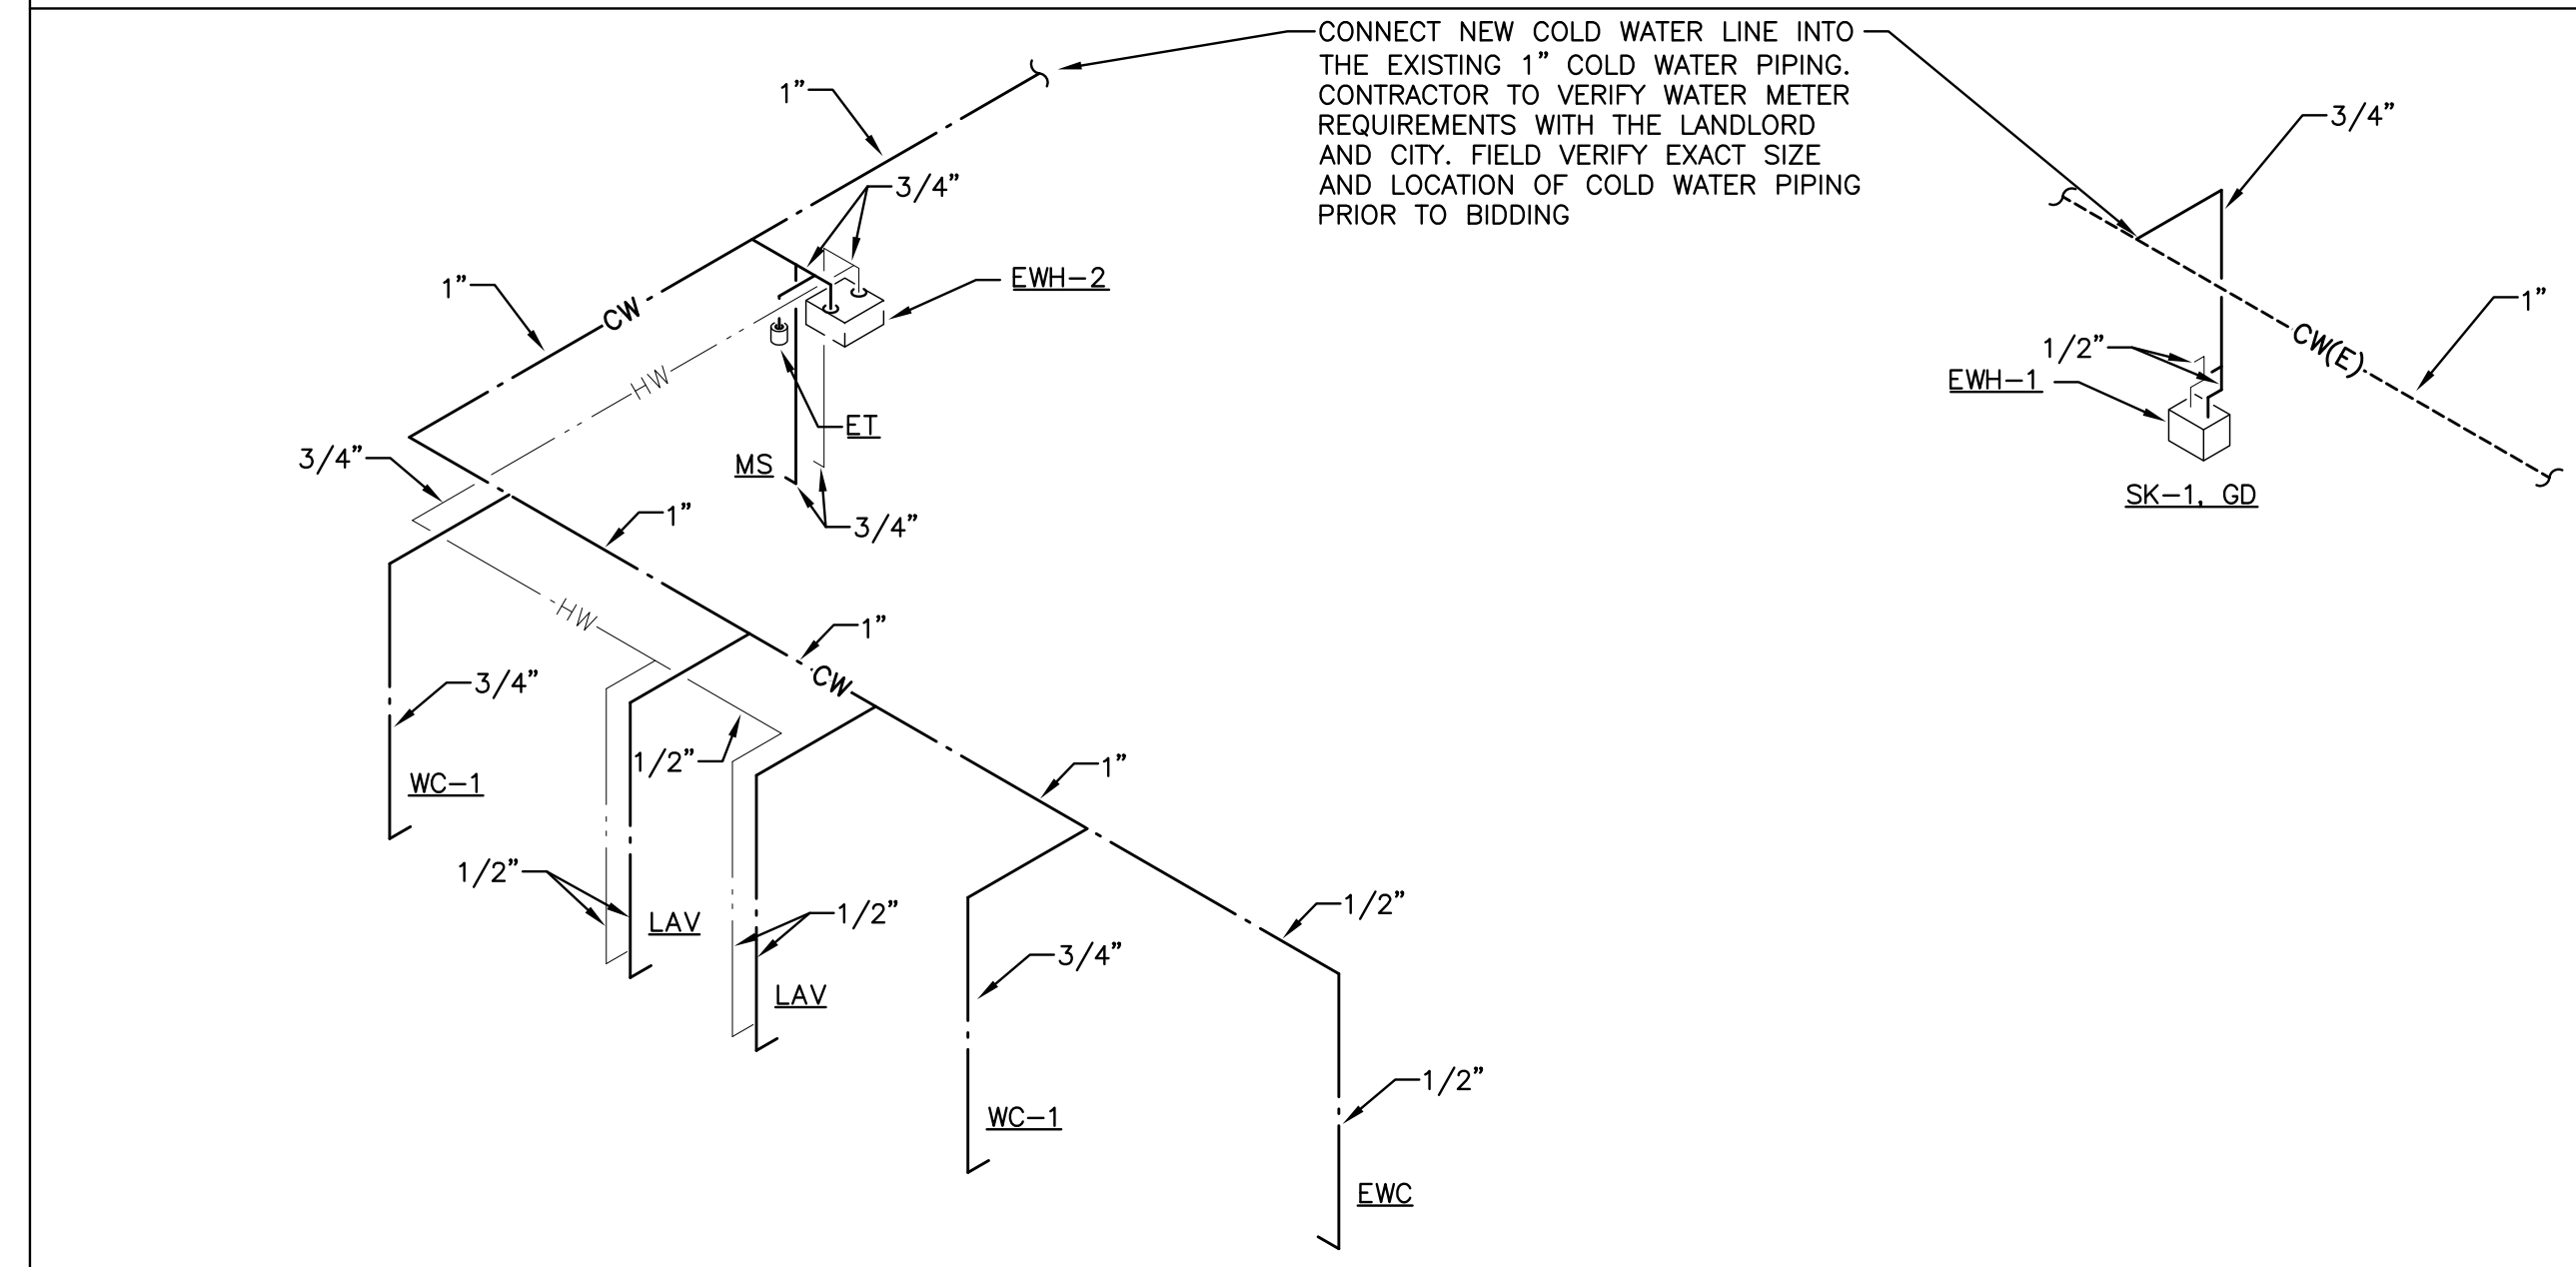 CONNECT NEW COLD WATER LINE INTO
THE EXISTING 1” COLD WATER PIPING.
CONTRACTOR TO VERIFY WATER METER
REQUIREMENTS WITH THE LANDLORD
AND CITY. FIELD VERIFY EXACT SIZE
AND LOCATION OF COLD WATER PIPING
PRIOR TO BIDDING
1”
3/4”
3/4”
EWH-2
1”
CW
1”
CW(E)
1/2”
EWH-1
HW
ET
3/4”
MS
SK-1, GD
1”
3/4”
HW
1”
CW
3/4”
1/2”
1”
WC-1
1/2”
LAV
1/2”
1/2”
3/4”
LAV
1/2”
WC-1
EWC